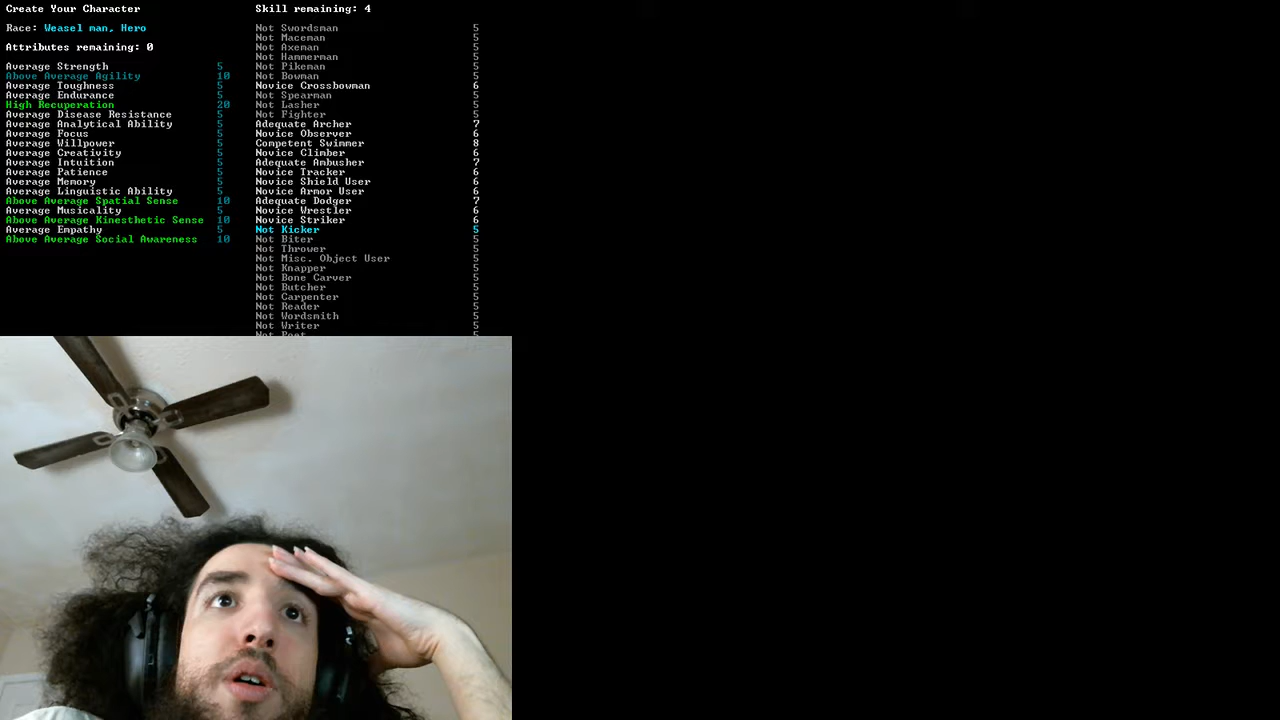 Create Your Character
Race: Weasel man, Hero
Attributes remaining: 0
Average Strength 5
Above Average Agility 10
Average Toughness 5
Average Endurance 5
High Recuperation 20
Average Disease Resistance 5
Average Analytical Ability 5
Average Focus 5
Average Willpower 5
Average Creativity 5
Average Intuition 5
Average Patience 5
Average Memory 5
Average Linguistic Ability 5
Above Average Spatial Sense 10
Average Musicality 5
Above Average Kinesthetic Sense 10
Average Empathy 5
Above Average Social Awareness 10
Skill remaining: 4
Not Swordsman 5
Not Maceman 5
Not Axeman 5
Not Hammerman 5
Not Pikeman 5
Not Bowman 5
Novice Crossbowman 6
Not Spearman 5
Not Lasher 5
Not Fighter 5
Adequate Archer 7
Novice Observer 6
Competent Swimmer 8
Novice Climber 6
Adequate Ambusher 7
Novice Tracker 6
Novice Shield User 6
Novice Armor User 6
Adequate Dodger 7
Novice Wrestler 6
Novice Striker 6
Not Kicker 5
Not Biter 5
Not Thrower 5
Not Misc. Object User 5
Not Knapper 5
Not Bone Carver 5
Not Butcher 5
Not Carpenter 5
Not Reader 5
Not Wordsmith 5
Not Writer 5
Not Poet 5